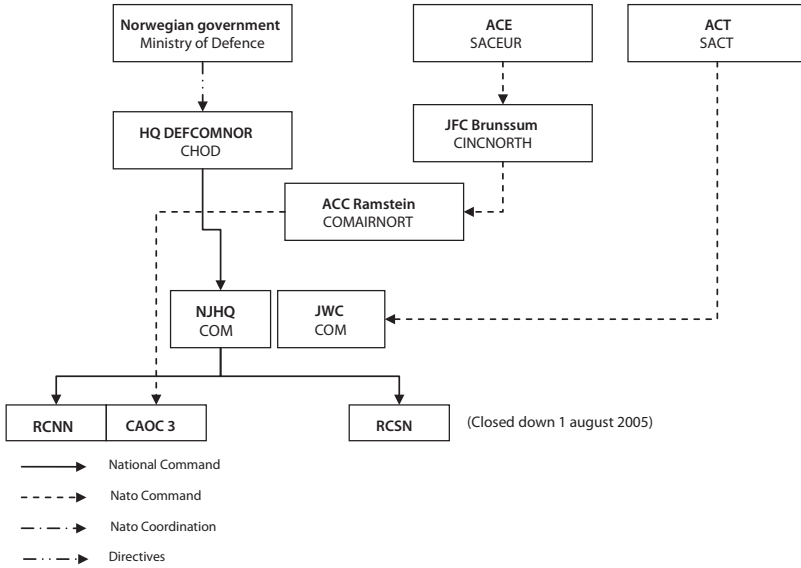 Norwegian government
Ministry of Defence
ACE
SACEUR
ACT
SACT
HQ DEFCOMNOR
CHOD
JFC Brunssum
CINCNORTH
ACC Ramstein
COMAIRNORT
NJHQ
COM
JWC
COM
RCNN
CAOC 3
RCSN
(Closed down 1 august 2005)
National Command
Nato Command
Nato Coordination
Directives